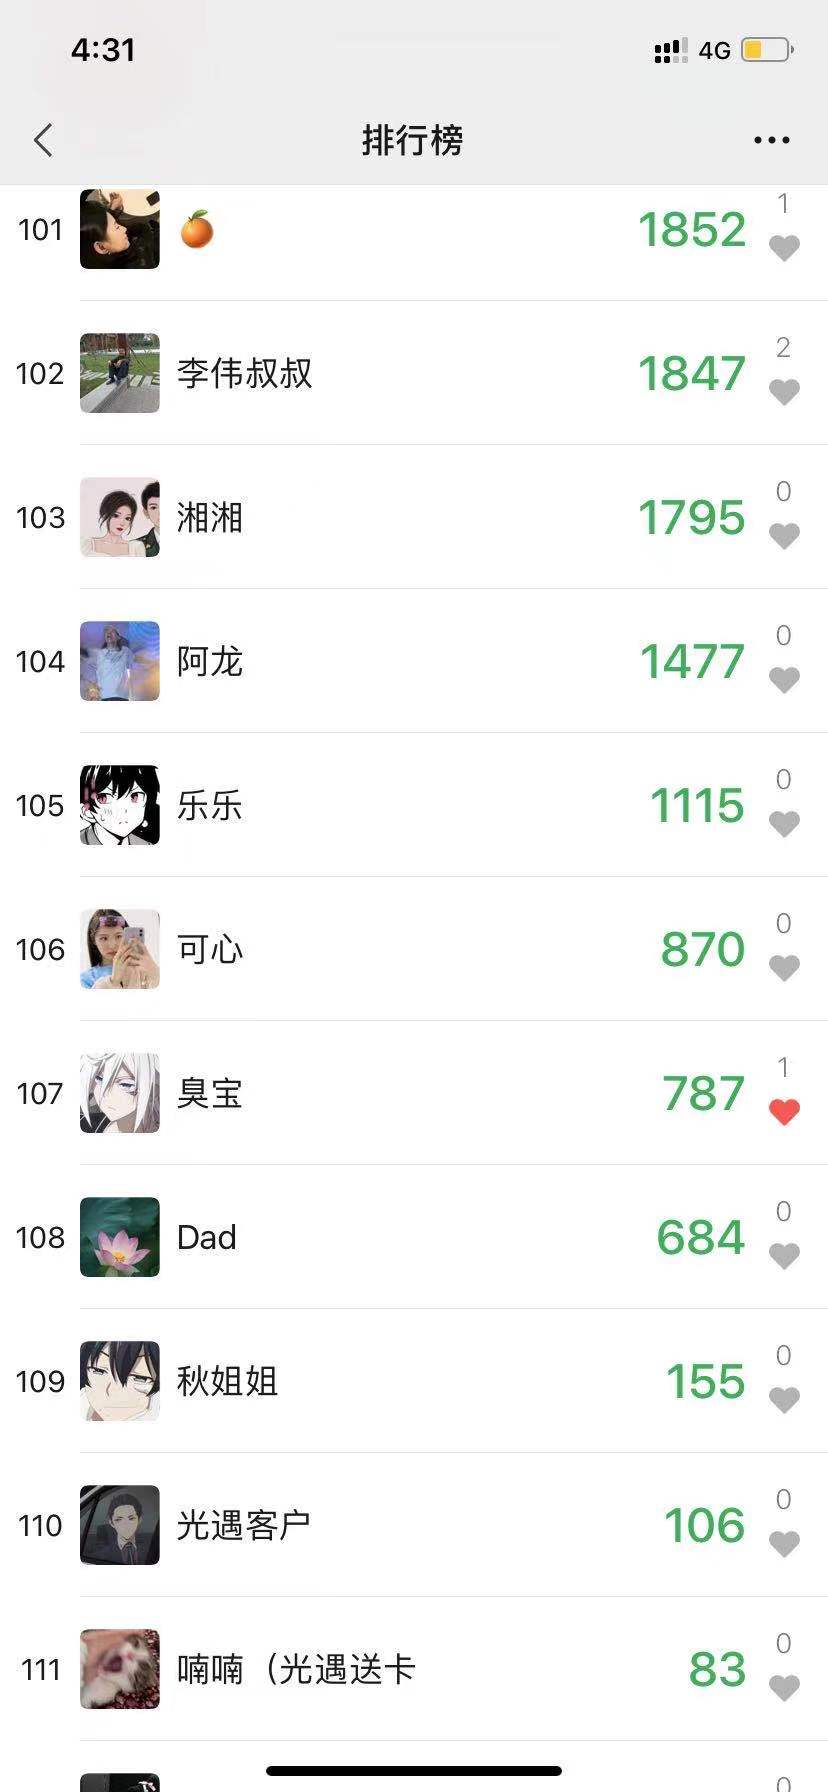 4:31
4G
排行榜
101 🍊 1852 1
102 李伟叔叔 1847 2
103 湘湘 1795 0
104 阿龙 1477 0
105 乐乐 1115 0
106 可心 870 0
107 臭宝 787 1
108 Dad 684 0
109 秋姐姐 155 0
110 光遇客户 106 0
111 喃喃（光遇送卡 83 0
0